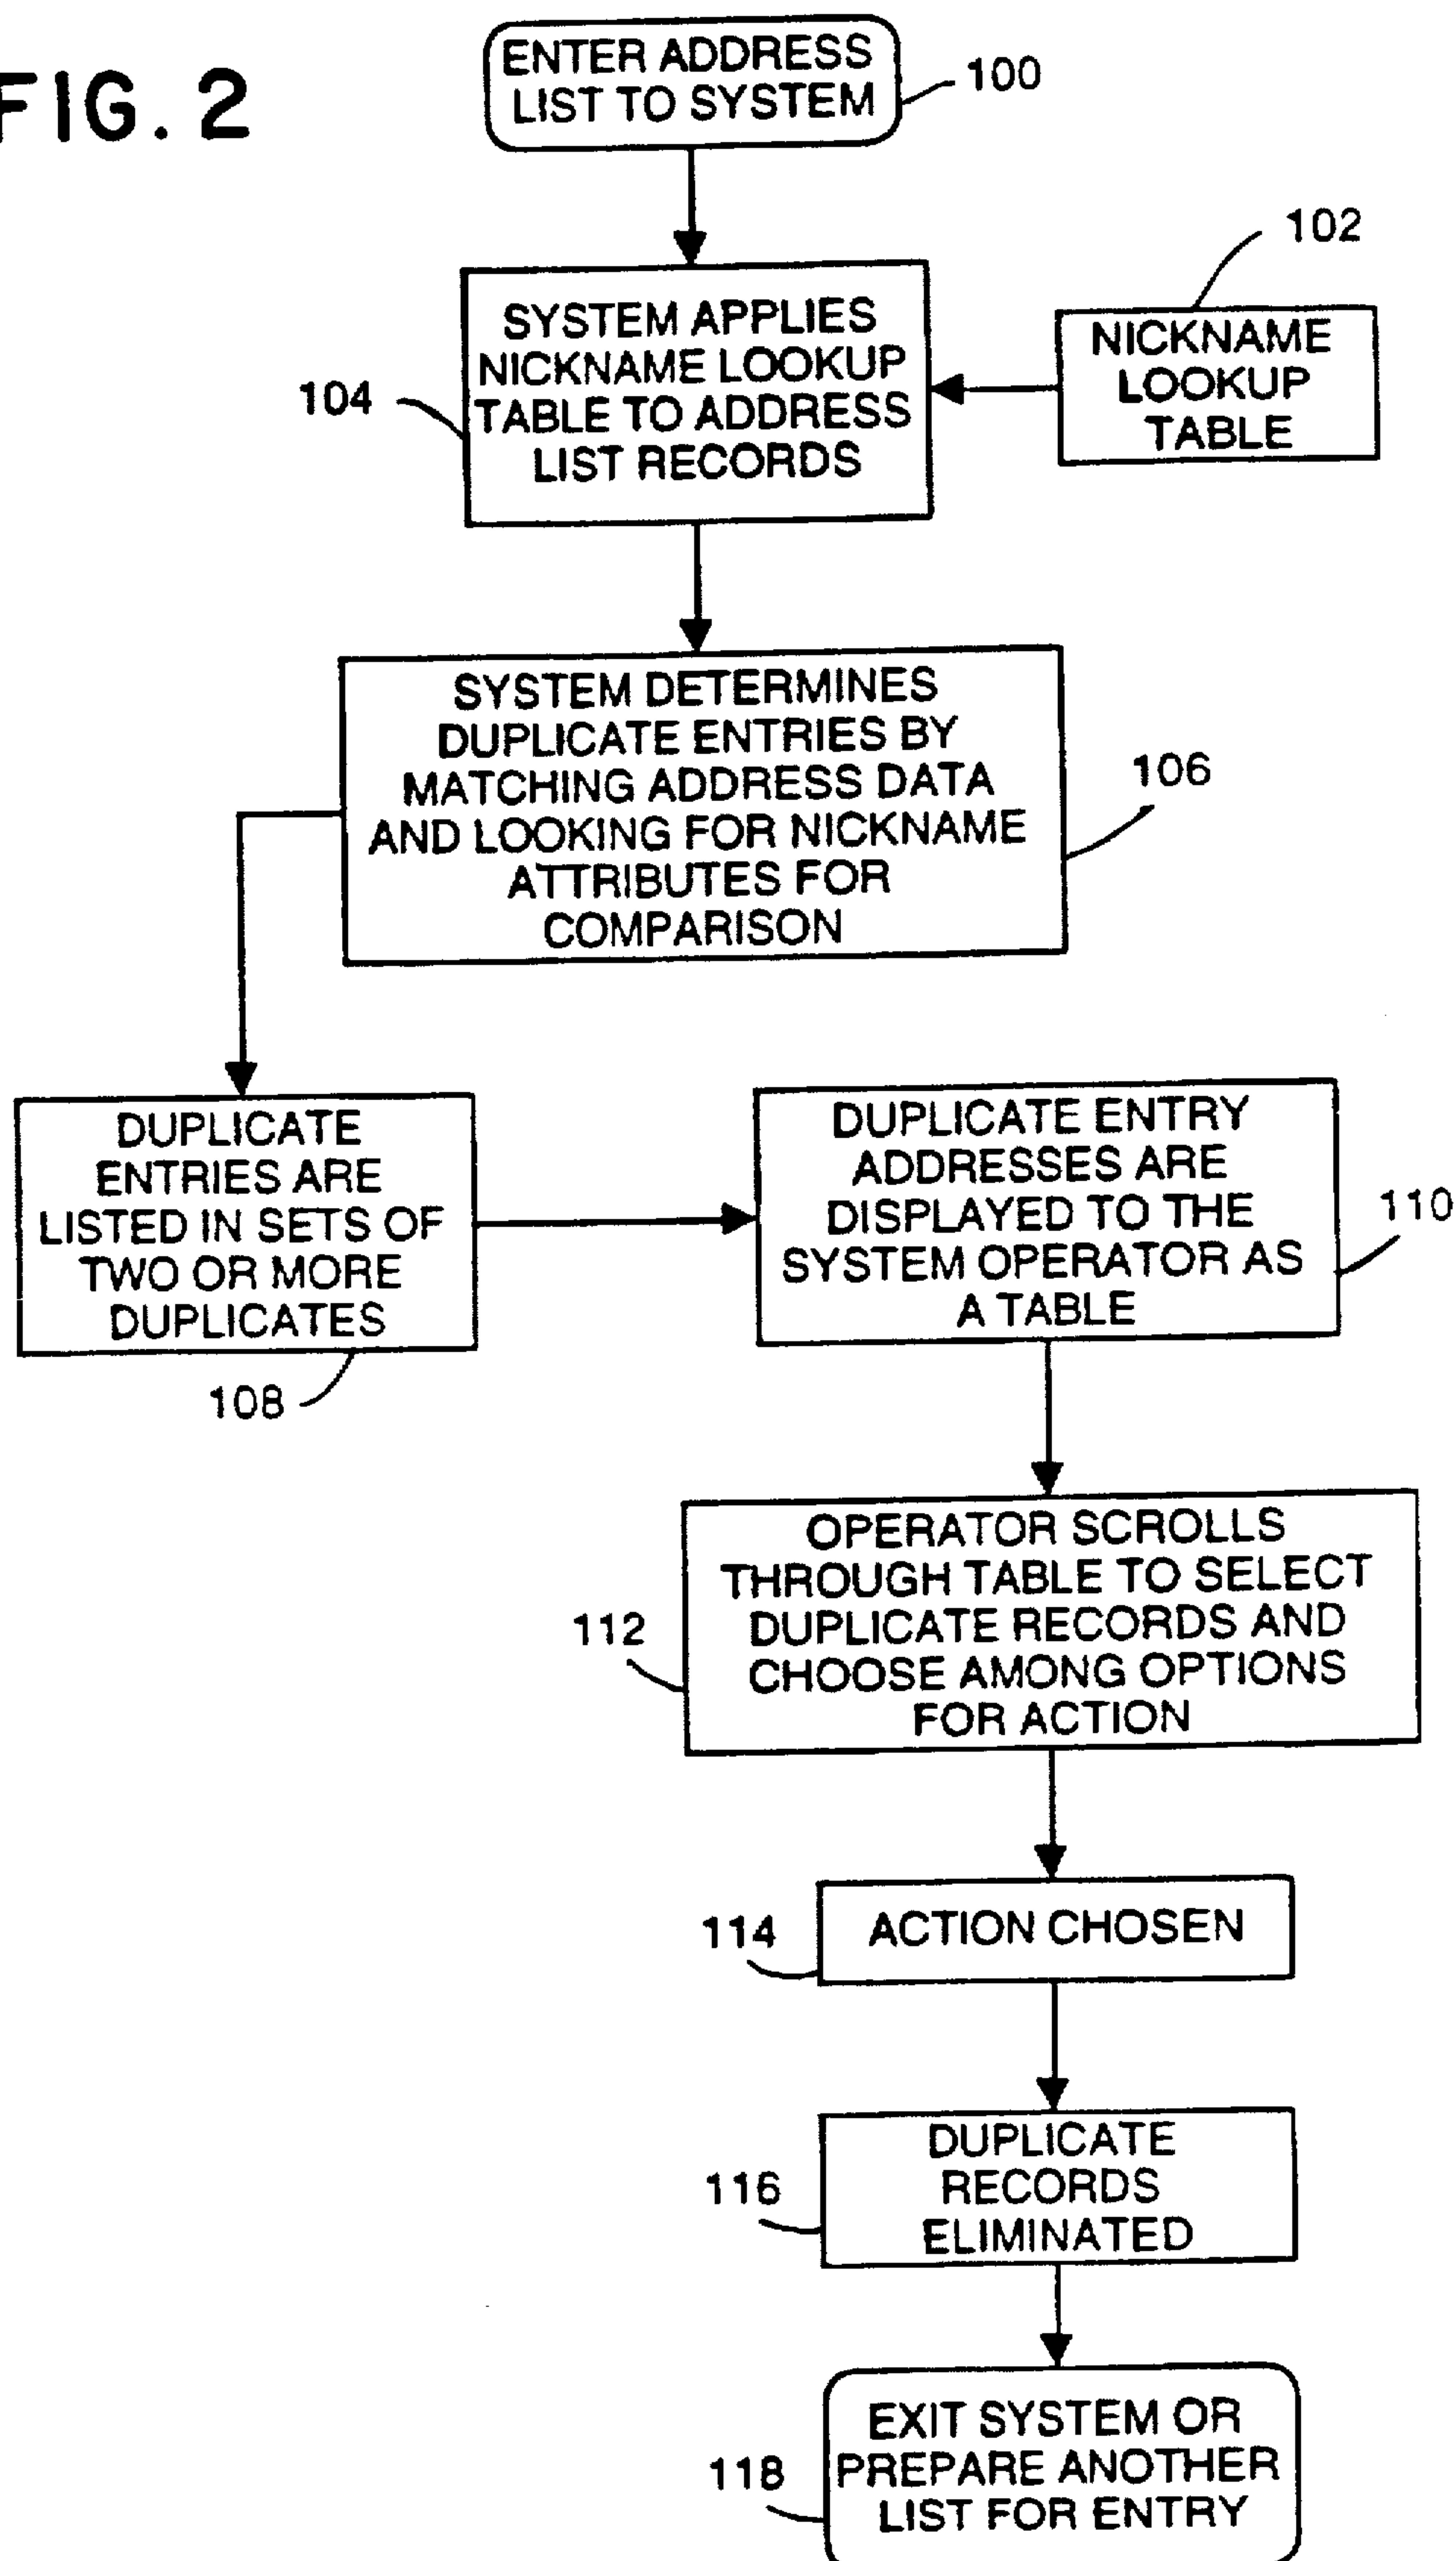 FIG. 2
ENTER ADDRESS
LIST TO SYSTEM
100
102
SYSTEM APPLIES
NICKNAME LOOKUP
TABLE TO ADDRESS
LIST RECORDS
104
NICKNAME
LOOKUP
TABLE
SYSTEM DETERMINES
DUPLICATE ENTRIES BY
MATCHING ADDRESS DATA
AND LOOKING FOR NICKNAME
ATTRIBUTES FOR
COMPARISON
106
DUPLICATE
ENTRIES ARE
LISTED IN SETS OF
TWO OR MORE
DUPLICATES
108
DUPLICATE ENTRY
ADDRESSES ARE
DISPLAYED TO THE
SYSTEM OPERATOR AS
A TABLE
110
OPERATOR SCROLLS
THROUGH TABLE TO SELECT
DUPLICATE RECORDS AND
CHOOSE AMONG OPTIONS
FOR ACTION
112
ACTION CHOSEN
114
DUPLICATE
RECORDS
ELIMINATED
116
EXIT SYSTEM OR
PREPARE ANOTHER
LIST FOR ENTRY
118